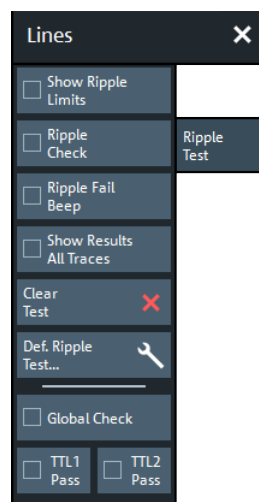 Lines
Show Ripple
Limits
Ripple
Check
Ripple
Test
Ripple Fail
Beep
Show Results
All Traces
Clear
Test
Def. Ripple
Test...
Global Check
TTL1
Pass
TTL2
Pass